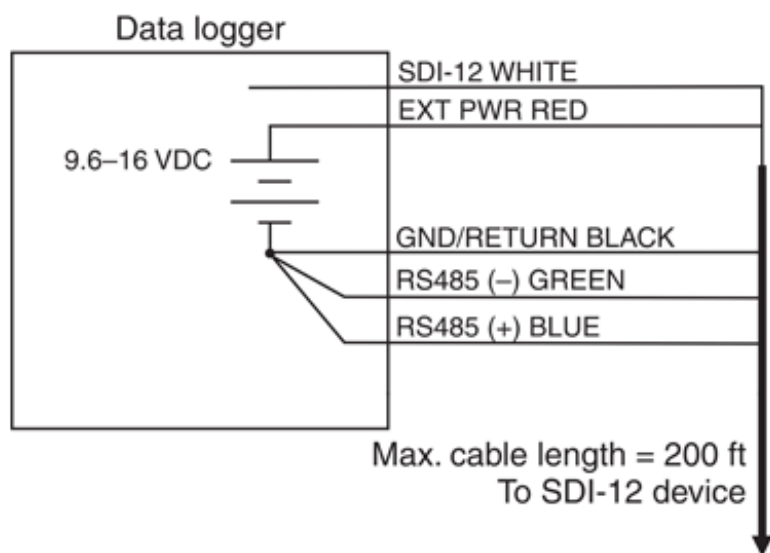 Data logger
SDI-12 WHITE
EXT PWR RED
9.6–16 VDC
GND/RETURN BLACK
RS485 (–) GREEN
RS485 (+) BLUE
Max. cable length = 200 ft
To SDI-12 device